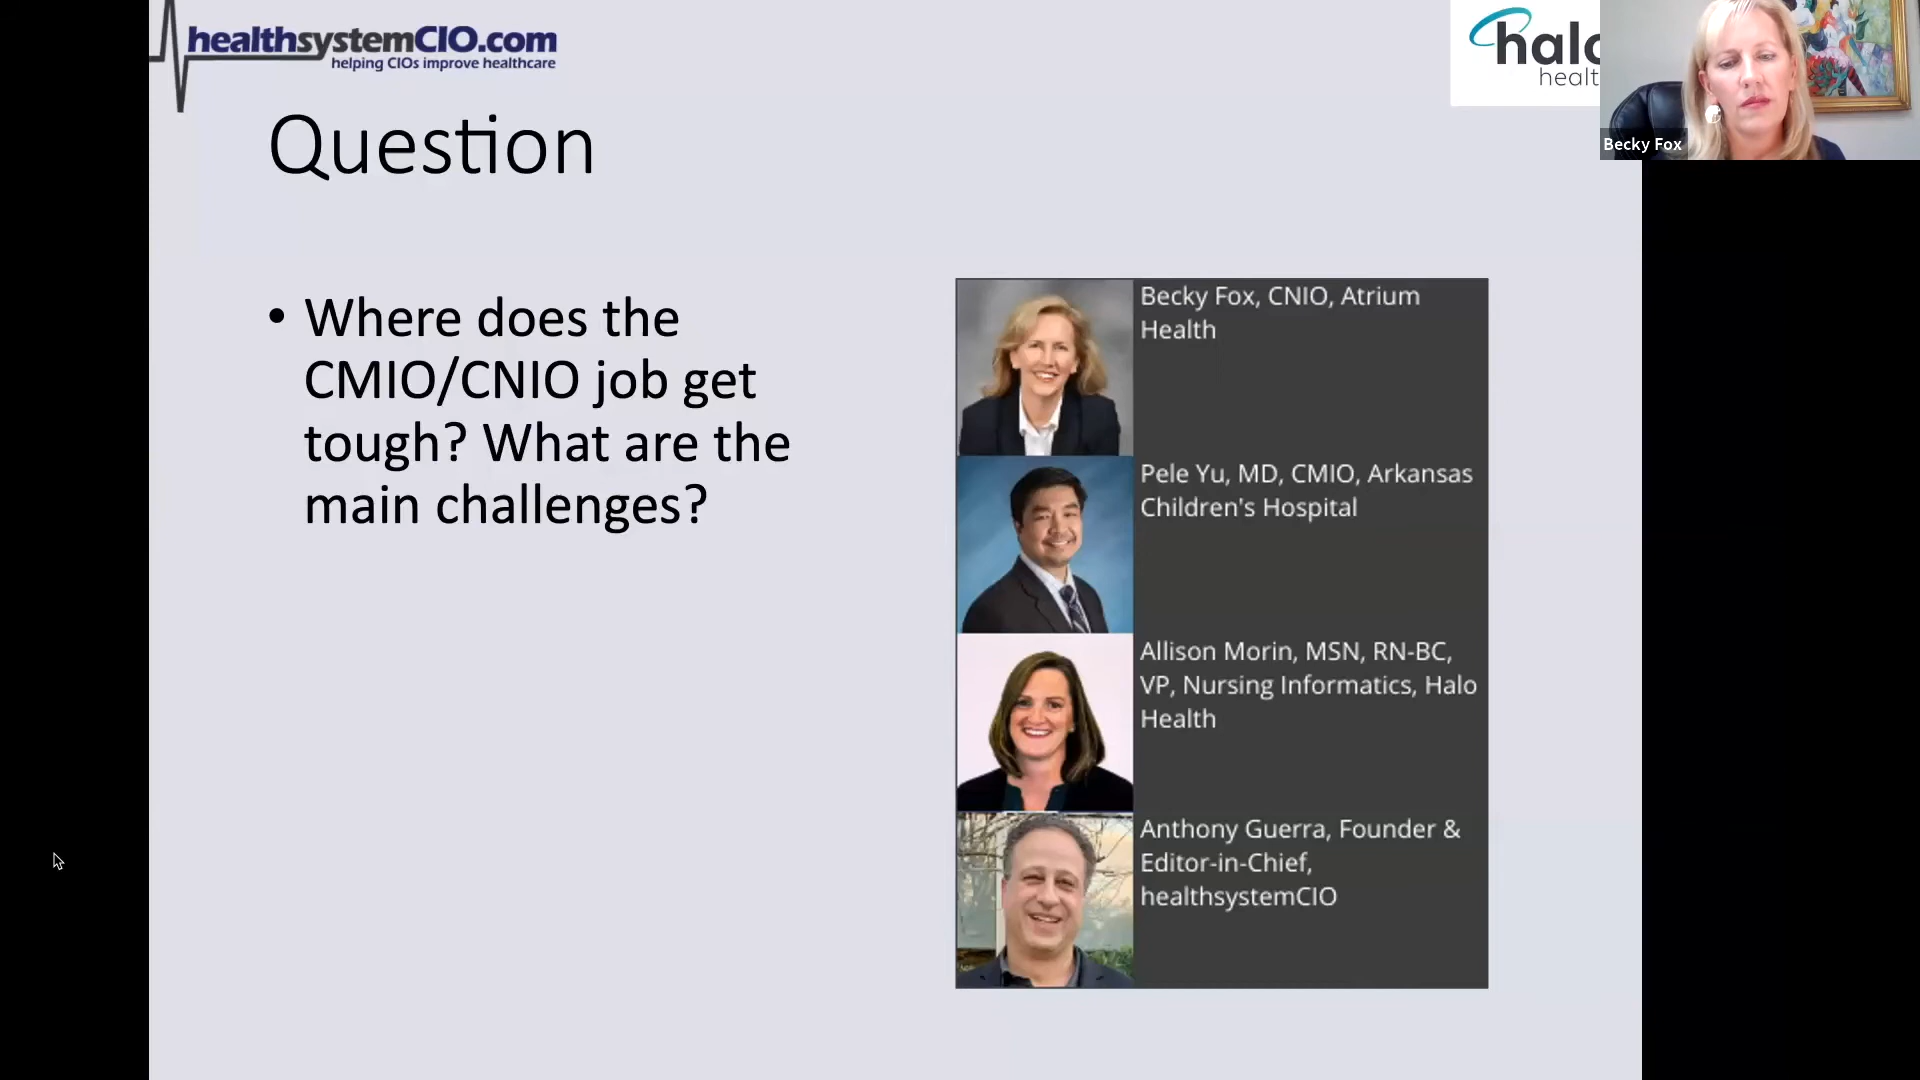 healthsystemCIO.com
helping CIOs improve healthcare
Question
• Where does the
CMIO/CNIO job get
tough? What are the
main challenges?
Becky Fox, CNIO, Atrium
Health
Pele Yu, MD, CMIO, Arkansas
Children's Hospital
Allison Morin, MSN, RN-BC,
VP, Nursing Informatics, Halo
Health
Anthony Guerra, Founder &
Editor-in-Chief,
healthsystemCIO
Becky Fox